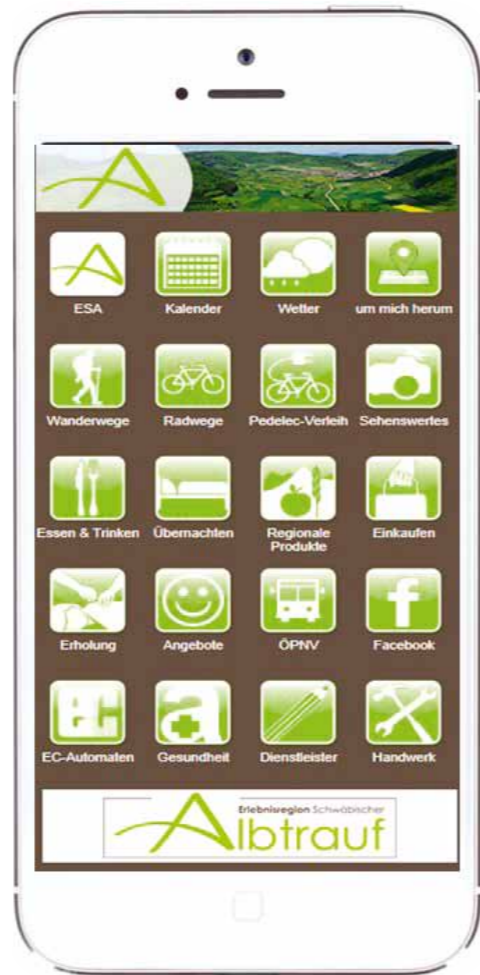 ESA Kalender Wetter um mich herum
Wanderwege Radwege Pedelec-Verleih Sehenswertes
Essen & Trinken Übernachten Regionale Produkte Einkaufen
Erholung Angebote ÖPNV f Facebook
ec EC-Automaten a Gesundheit Dienstleister Handwerk
Erlebnisregion Schwäbischer
Albtrauf